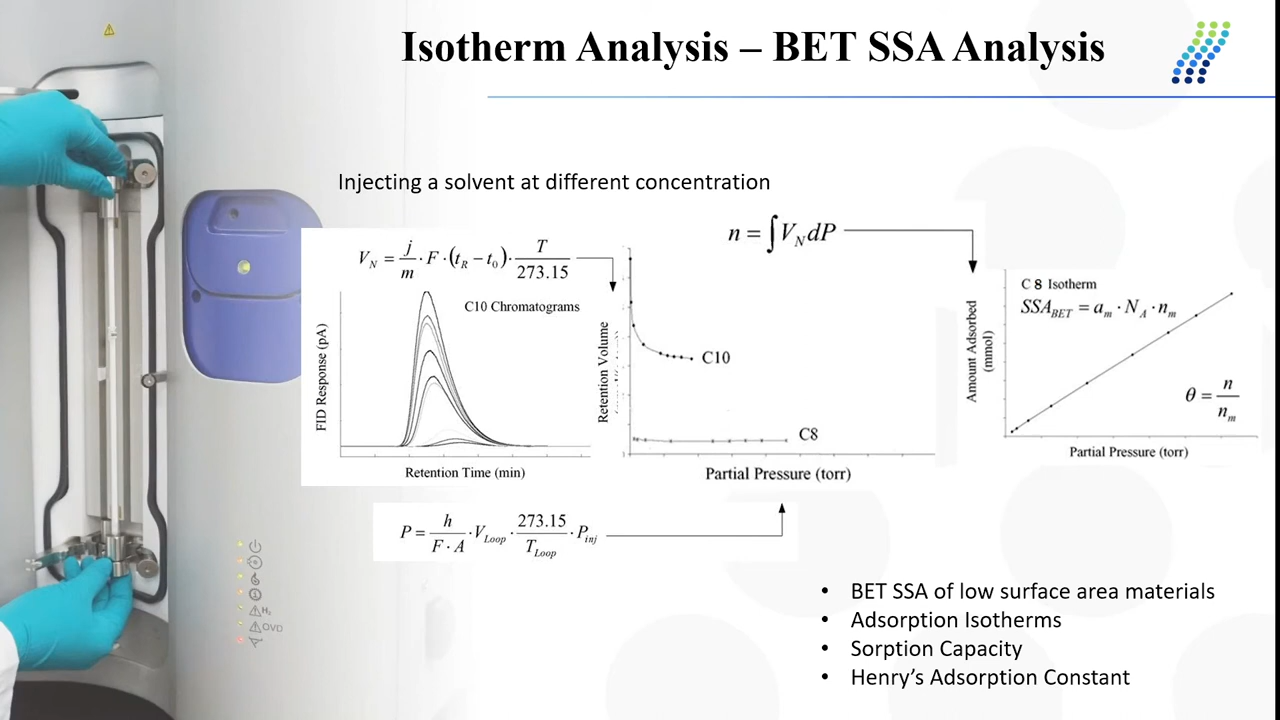 Isotherm Analysis – BET SSA Analysis
Injecting a solvent at different concentration
V_N = j/m · F · (t_R – t_0) · T/273.15
C10 Chromatograms
FID Response (pA)
Retention Time (min)
n = ∫V_N dP
Retention Volume
C10
C8
Partial Pressure (torr)
C 8 Isotherm
SSA_BET = a_m · N_A · n_m
Amount Adsorbed
(mmol)
θ = n/n_m
Partial Pressure (torr)
P = h/F·A · V_Loop · 273.15/T_Loop · P_inj
• BET SSA of low surface area materials
• Adsorption Isotherms
• Sorption Capacity
• Henry’s Adsorption Constant
H₂
OVD